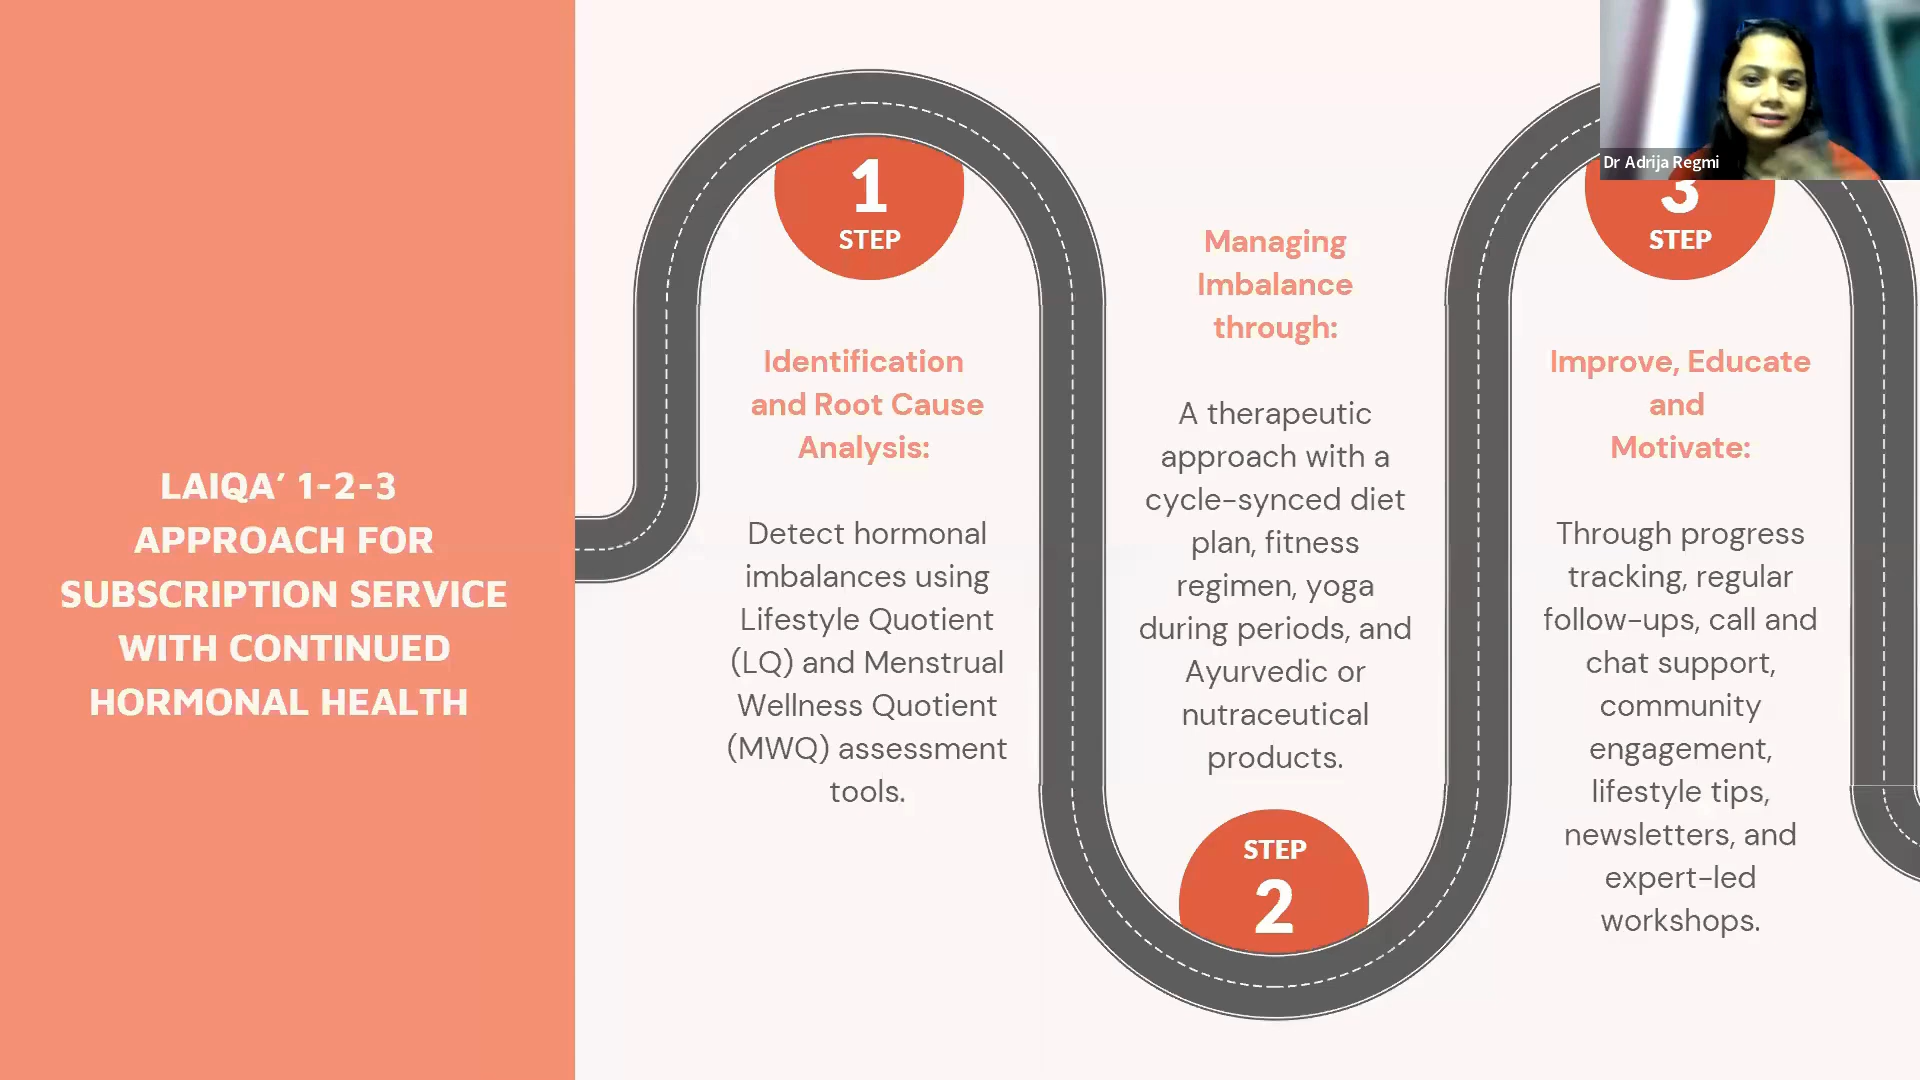 LAIQA’ 1-2-3
APPROACH FOR
SUBSCRIPTION SERVICE
WITH CONTINUED
HORMONAL HEALTH
1
STEP
Identification
and Root Cause
Analysis:
Detect hormonal
imbalances using
Lifestyle Quotient
(LQ) and Menstrual
Wellness Quotient
(MWQ) assessment
tools.
Managing
Imbalance
through:
A therapeutic
approach with a
cycle-synced diet
plan, fitness
regimen, yoga
during periods, and
Ayurvedic or
nutraceutical
products.
STEP
2
Dr Adrija Regmi
3
STEP
Improve, Educate
and
Motivate:
Through progress
tracking, regular
follow-ups, call and
chat support,
community
engagement,
lifestyle tips,
newsletters, and
expert-led
workshops.